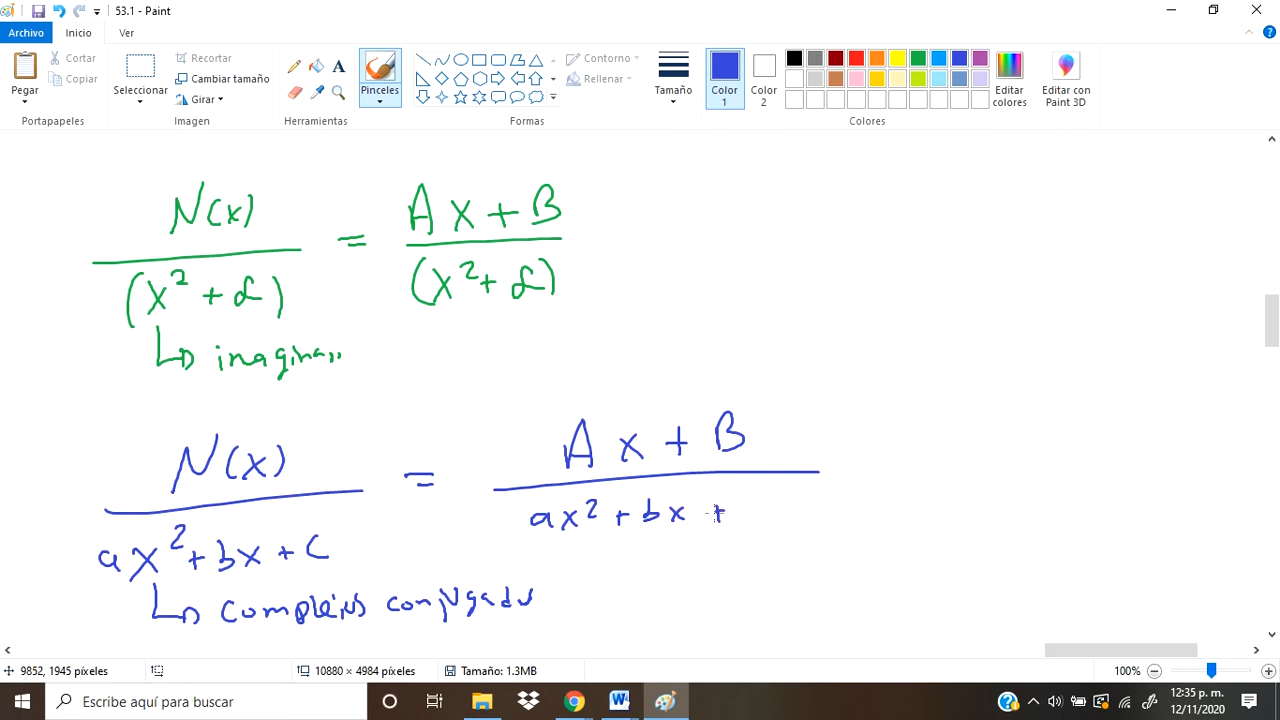 53.1 - Paint
Archivo Inicio Ver
Pegar
Cortar
Copiar
Portapapeles
Seleccionar
Recortar
Cambiar tamaño
Girar
Imagen
A
Herramientas
Pinceles
Contorno
Rellenar
Formas
Tamaño
Color 1
Color 2
Editar colores
Editar con Paint 3D
Colores
N(x) = Ax + B
(x² + α) (x² + α)
imaginar
N(x) = Ax + B
ax² + bx + c ax² + bx +
complejos conjugados
9852, 1945 píxeles
10880 × 4984 píxeles
Tamaño: 1.3MB
100%
Escribe aquí para buscar
12:35 p. m.
12/11/2020